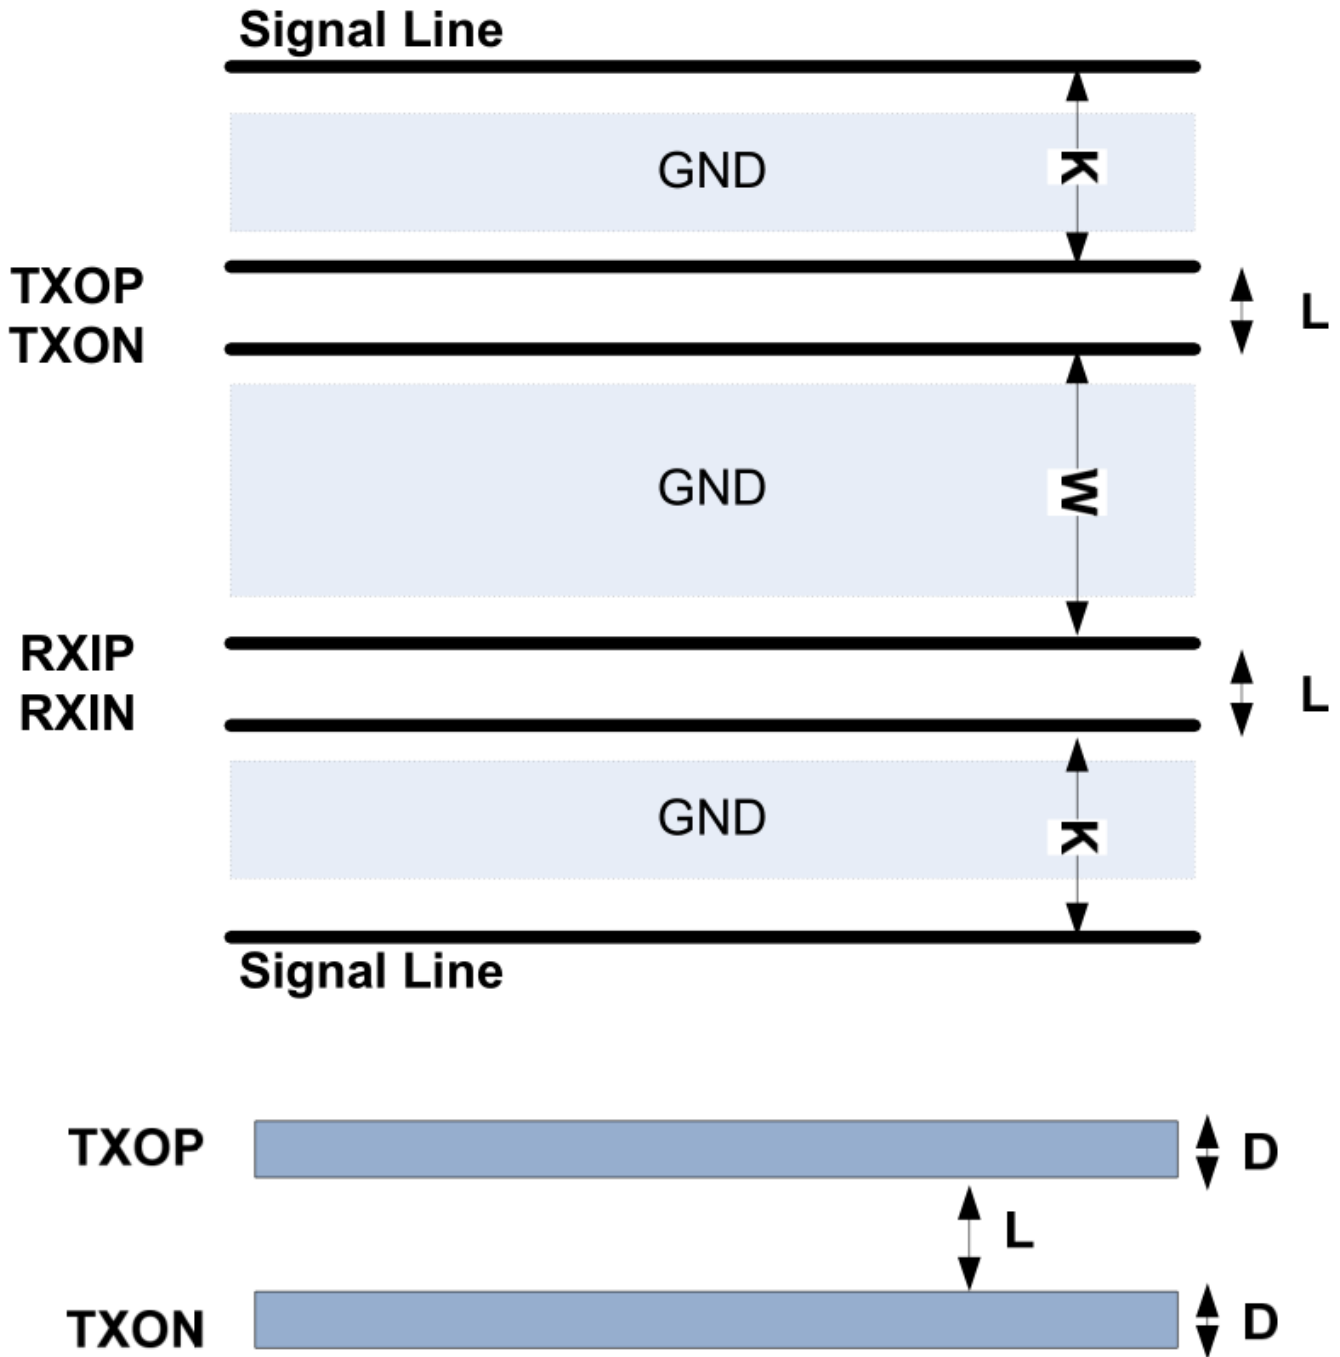 Signal Line
GND
K
TXOP
TXON
L
GND
W
RXIP
RXIN
L
GND
K
Signal Line
TXOP
D
L
TXON
D